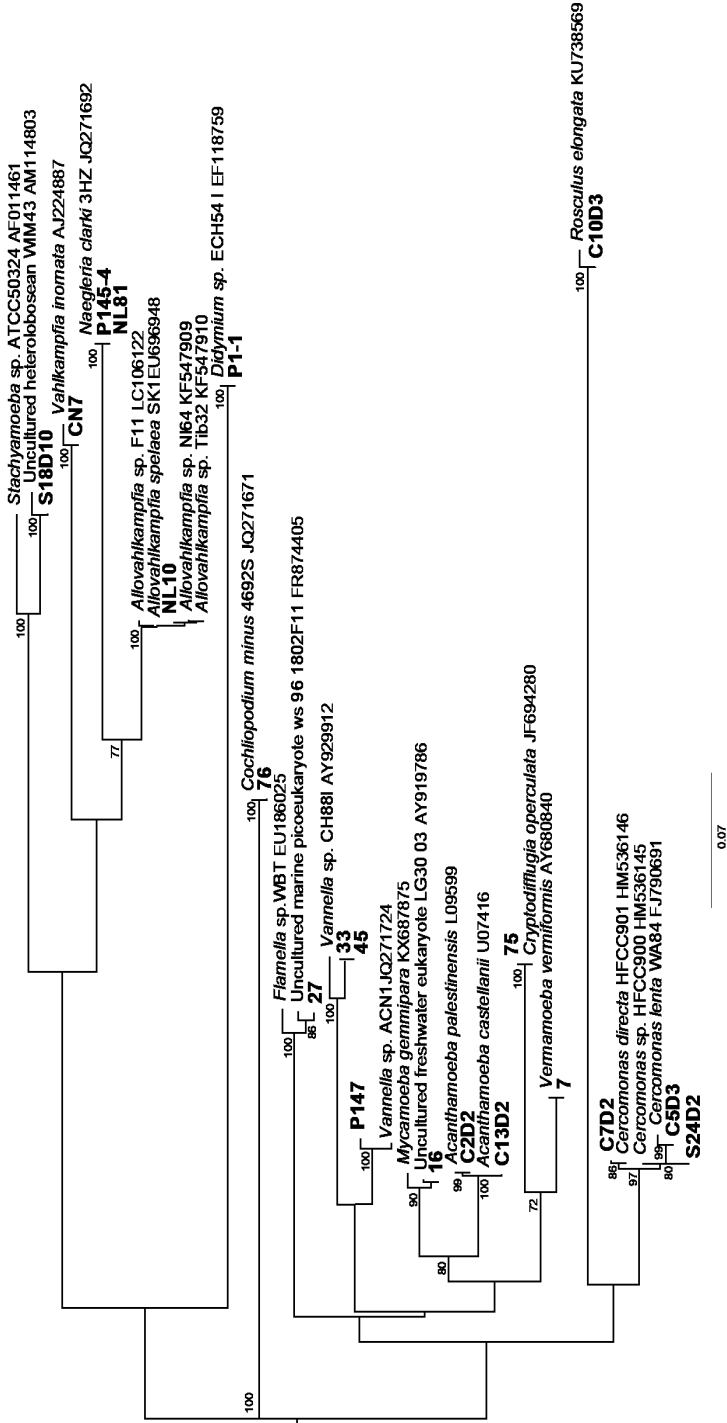 Stachyamoeba sp. ATCC50324 AF011461
Uncultured heterolobosean WM43 AM114803
S18D10
100
100
Vahlkampfia inornata AJ224887
CN7
100
Naegleria clarki 3HZ JQ271692
P145-4
NL81
100
77
Allovahlkampfia sp. F11 LC106122
Allovahlkampfia spelaea SK1EU696948
NL10
Allovahlkampfia sp. NI64 KF547909
Allovahlkampfia sp. Tib32 KF547910
100
Didymium sp. ECH54 I EF118759
P1-1
100
Cochliopodium minus 4692S JQ271671
76
100
100
Flamella sp.WBT EU186025
Uncultured marine picoeukaryote ws 96 1802F11 FR874405
27
100
86
Vannella sp. CH88I AY929912
33
45
100
P147
Vannella sp. ACN1JQ271724
100
Mycamoeba gemmipara KX687875
Uncultured freshwater eukaryote LG30 03 AY919786
16
90
Acanthamoeba palestinensis L09599
C2D2
99
Acanthamoeba castellanii U07416
C13D2
100
80
75
Cryptodifflugia operculata JF694280
100
Vermamoeba vermiformis AY680840
7
72
Rosculus elongata KU738569
C10D3
100
C7D2
Cercomonas directa HFCC901 HM536146
86
Cercomonas sp. HFCC900 HM536145
97
Cercomonas lenta WA84 FJ790691
99
C5D3
80
S24D2
0.07